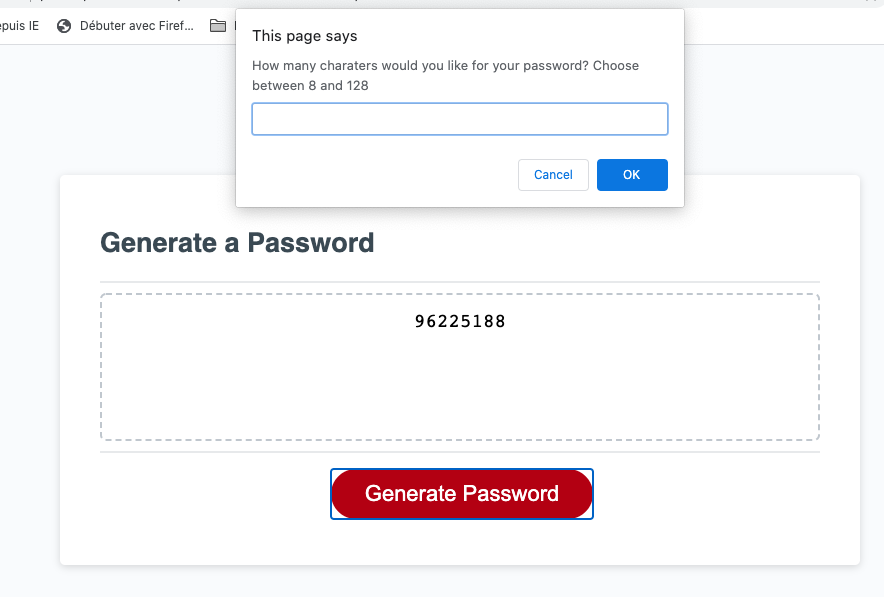 epuis IE
Débuter avec Firef...
This page says
How many charaters would you like for your password? Choose
between 8 and 128
Cancel
OK
Generate a Password
96225188
Generate Password